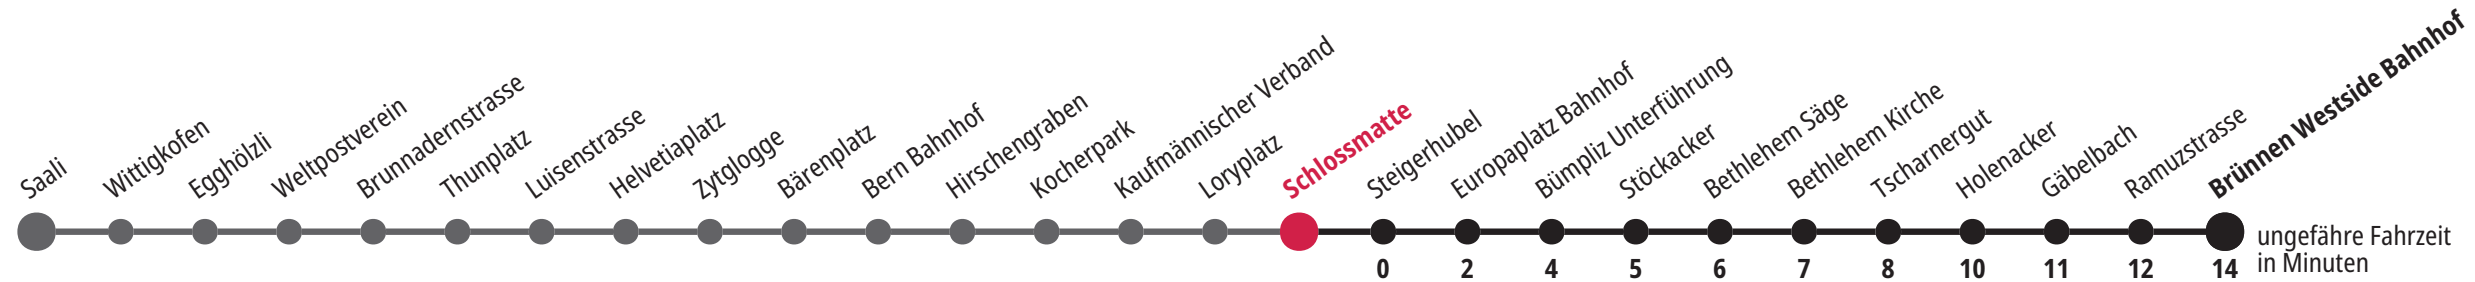 Saali
Wittigkofen
Egghölzli
Weltpostverein
Brunnadernstrasse
Thunplatz
Luisenstrasse
Helvetiaplatz
Zytglogge
Bärenplatz
Bern Bahnhof
Hirschengraben
Kocherpark
Kaufmännischer Verband
Loryplatz
Schlossmatte
Steigerhubel
Europaplatz Bahnhof
Bümpliz Unterführung
Stöckacker
Bethlehem Säge
Bethlehem Kirche
Tscharnergut
Holenacker
Gäbelbach
Ramuzstrasse
Brünnen Westside Bahnhof
0 2 4 5 6 7 8 10 11 12 14
ungefähre Fahrzeit
in Minuten